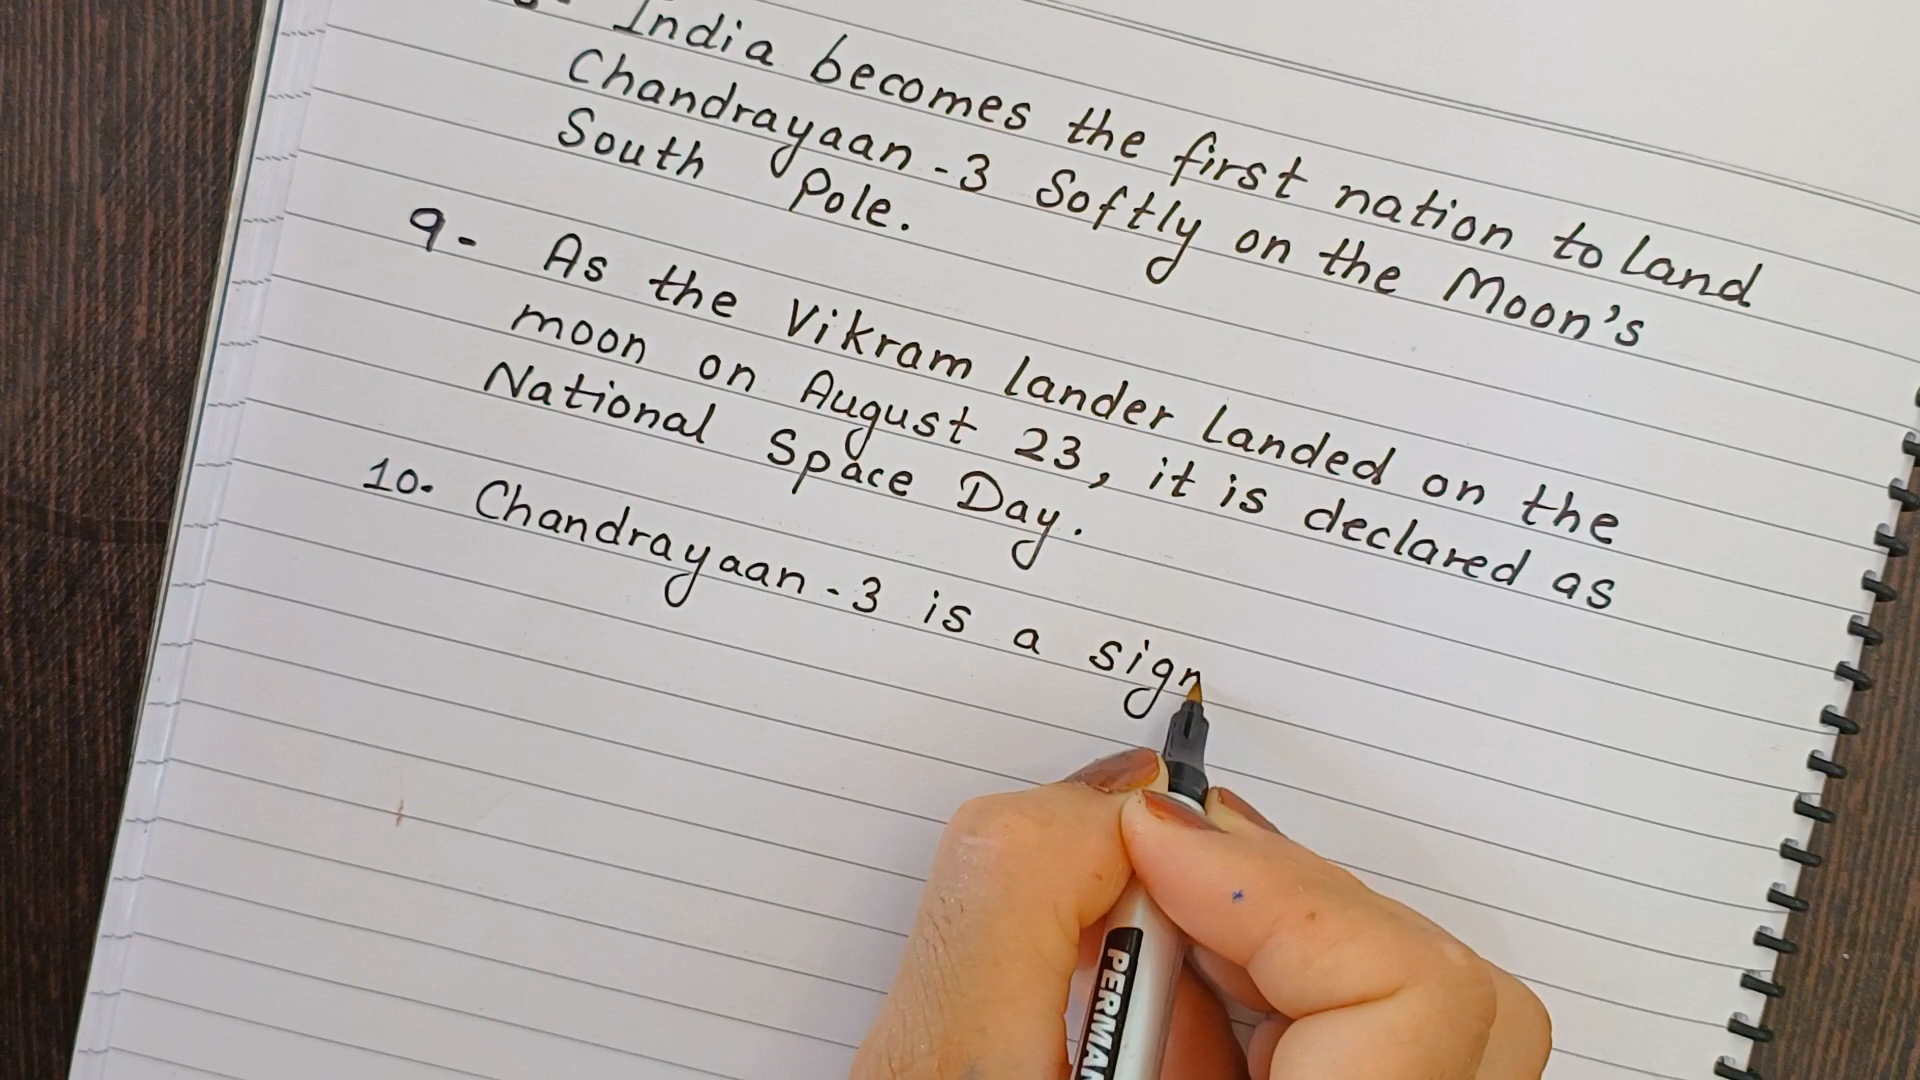 India becomes the first nation to land
Chandrayaan-3 Softly on the Moon's
South Pole.
9- As the Vikram lander landed on the
moon on August 23, it is declared as
National Space Day.
10. Chandrayaan-3 is a sign
PERMAN